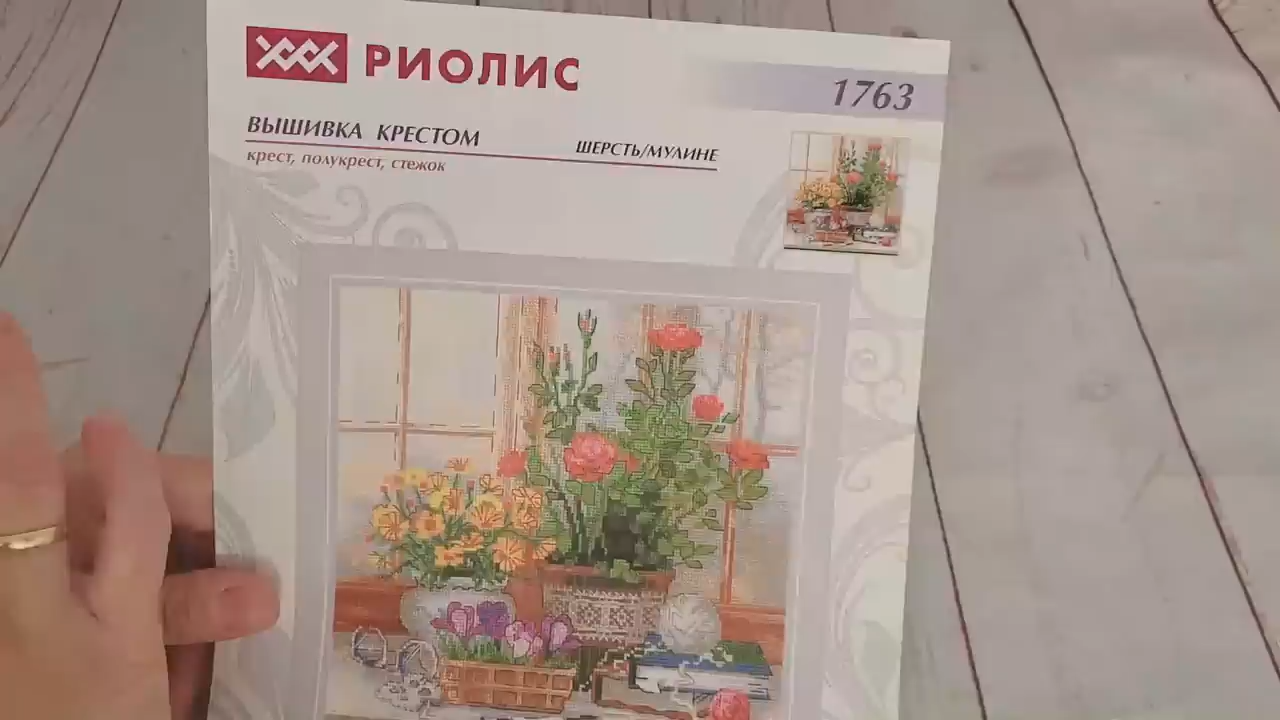 РИОЛИС
1763
ВЫШИВКА КРЕСТОМ
ШЕРСТЬ/МУЛИНЕ
крест, полукрест, стежок